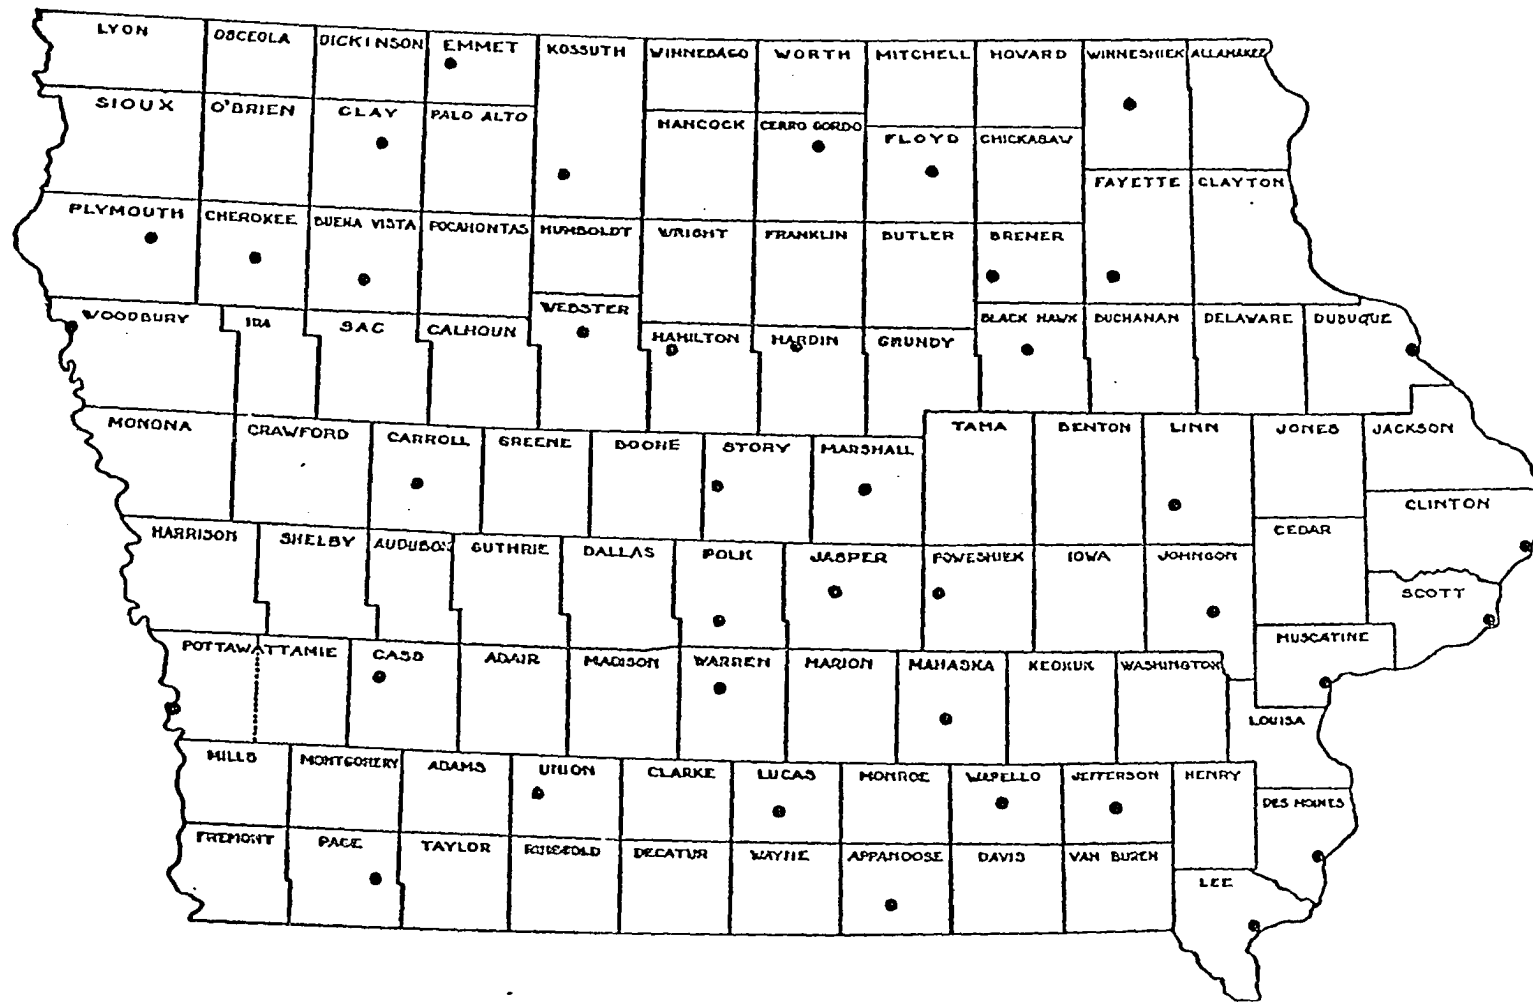 LYON
OSCEOLA
DICKINSON
EMMET
KOSSUTH
WINNEBAGO
WORTH
MITCHELL
HOWARD
WINNESHIEK
ALLAMAKEE
SIOUX
O'BRIEN
CLAY
PALO ALTO
HANCOCK
CERRO GORDO
FLOYD
CHICKASAW
FAYETTE
CLAYTON
PLYMOUTH
CHEROKEE
BUENA VISTA
POCAHONTAS
HUMBOLDT
WRIGHT
FRANKLIN
BUTLER
BREMER
WOODBURY
IDA
SAC
CALHOUN
WEBSTER
HAMILTON
HARDIN
GRUNDY
BLACK HAWK
BUCHANAN
DELAWARE
DUBUQUE
MONONA
CRAWFORD
CARROLL
GREENE
BOONE
STORY
MARSHALL
TAMA
BENTON
LINN
JONES
JACKSON
CLINTON
HARRISON
SHELBY
AUDUBON
GUTHRIE
DALLAS
POLK
JASPER
POWESHIEK
IOWA
JOHNSON
CEDAR
SCOTT
MUSCATINE
POTTAWATTAMIE
CASS
ADAIR
MADISON
WARREN
MARION
MAHASKA
KEOKUK
WASHINGTON
LOUISA
MILLS
MONTGOMERY
ADAMS
UNION
CLARKE
LUCAS
MONROE
WAPELLO
JEFFERSON
HENRY
DES MOINES
FREMONT
PAGE
TAYLOR
RINGGOLD
DECATUR
WAYNE
APPANOOSE
DAVIS
VAN BUREN
LEE